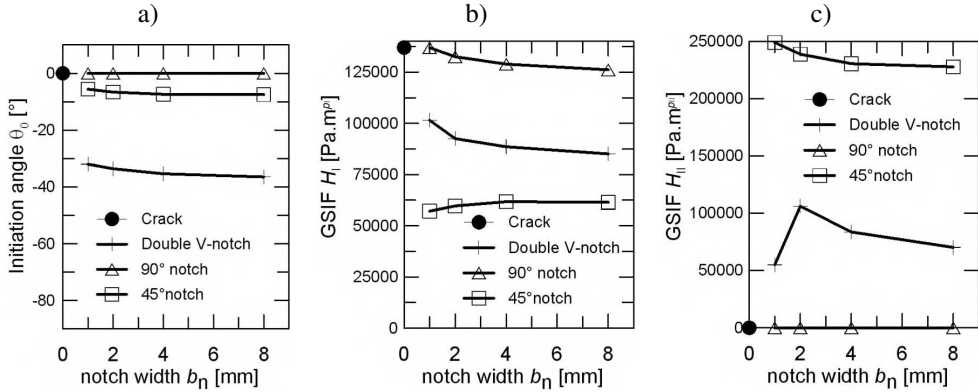 a)
0
-20
-40
-60
-80
Initiation angle θ0 [°]
Crack
Double V-notch
90° notch
45°notch
0 2 4 6 8
notch width bn [mm]
b)
125000
100000
75000
50000
25000
0
GSIF HI [Pa.m^pI]
Crack
Double V-notch
90° notch
45°notch
0 2 4 6 8
notch width bn [mm]
c)
250000
200000
150000
100000
50000
0
GSIF HII [Pa.m^pII]
Crack
Double V-notch
90° notch
45°notch
0 2 4 6 8
notch width bn [mm]